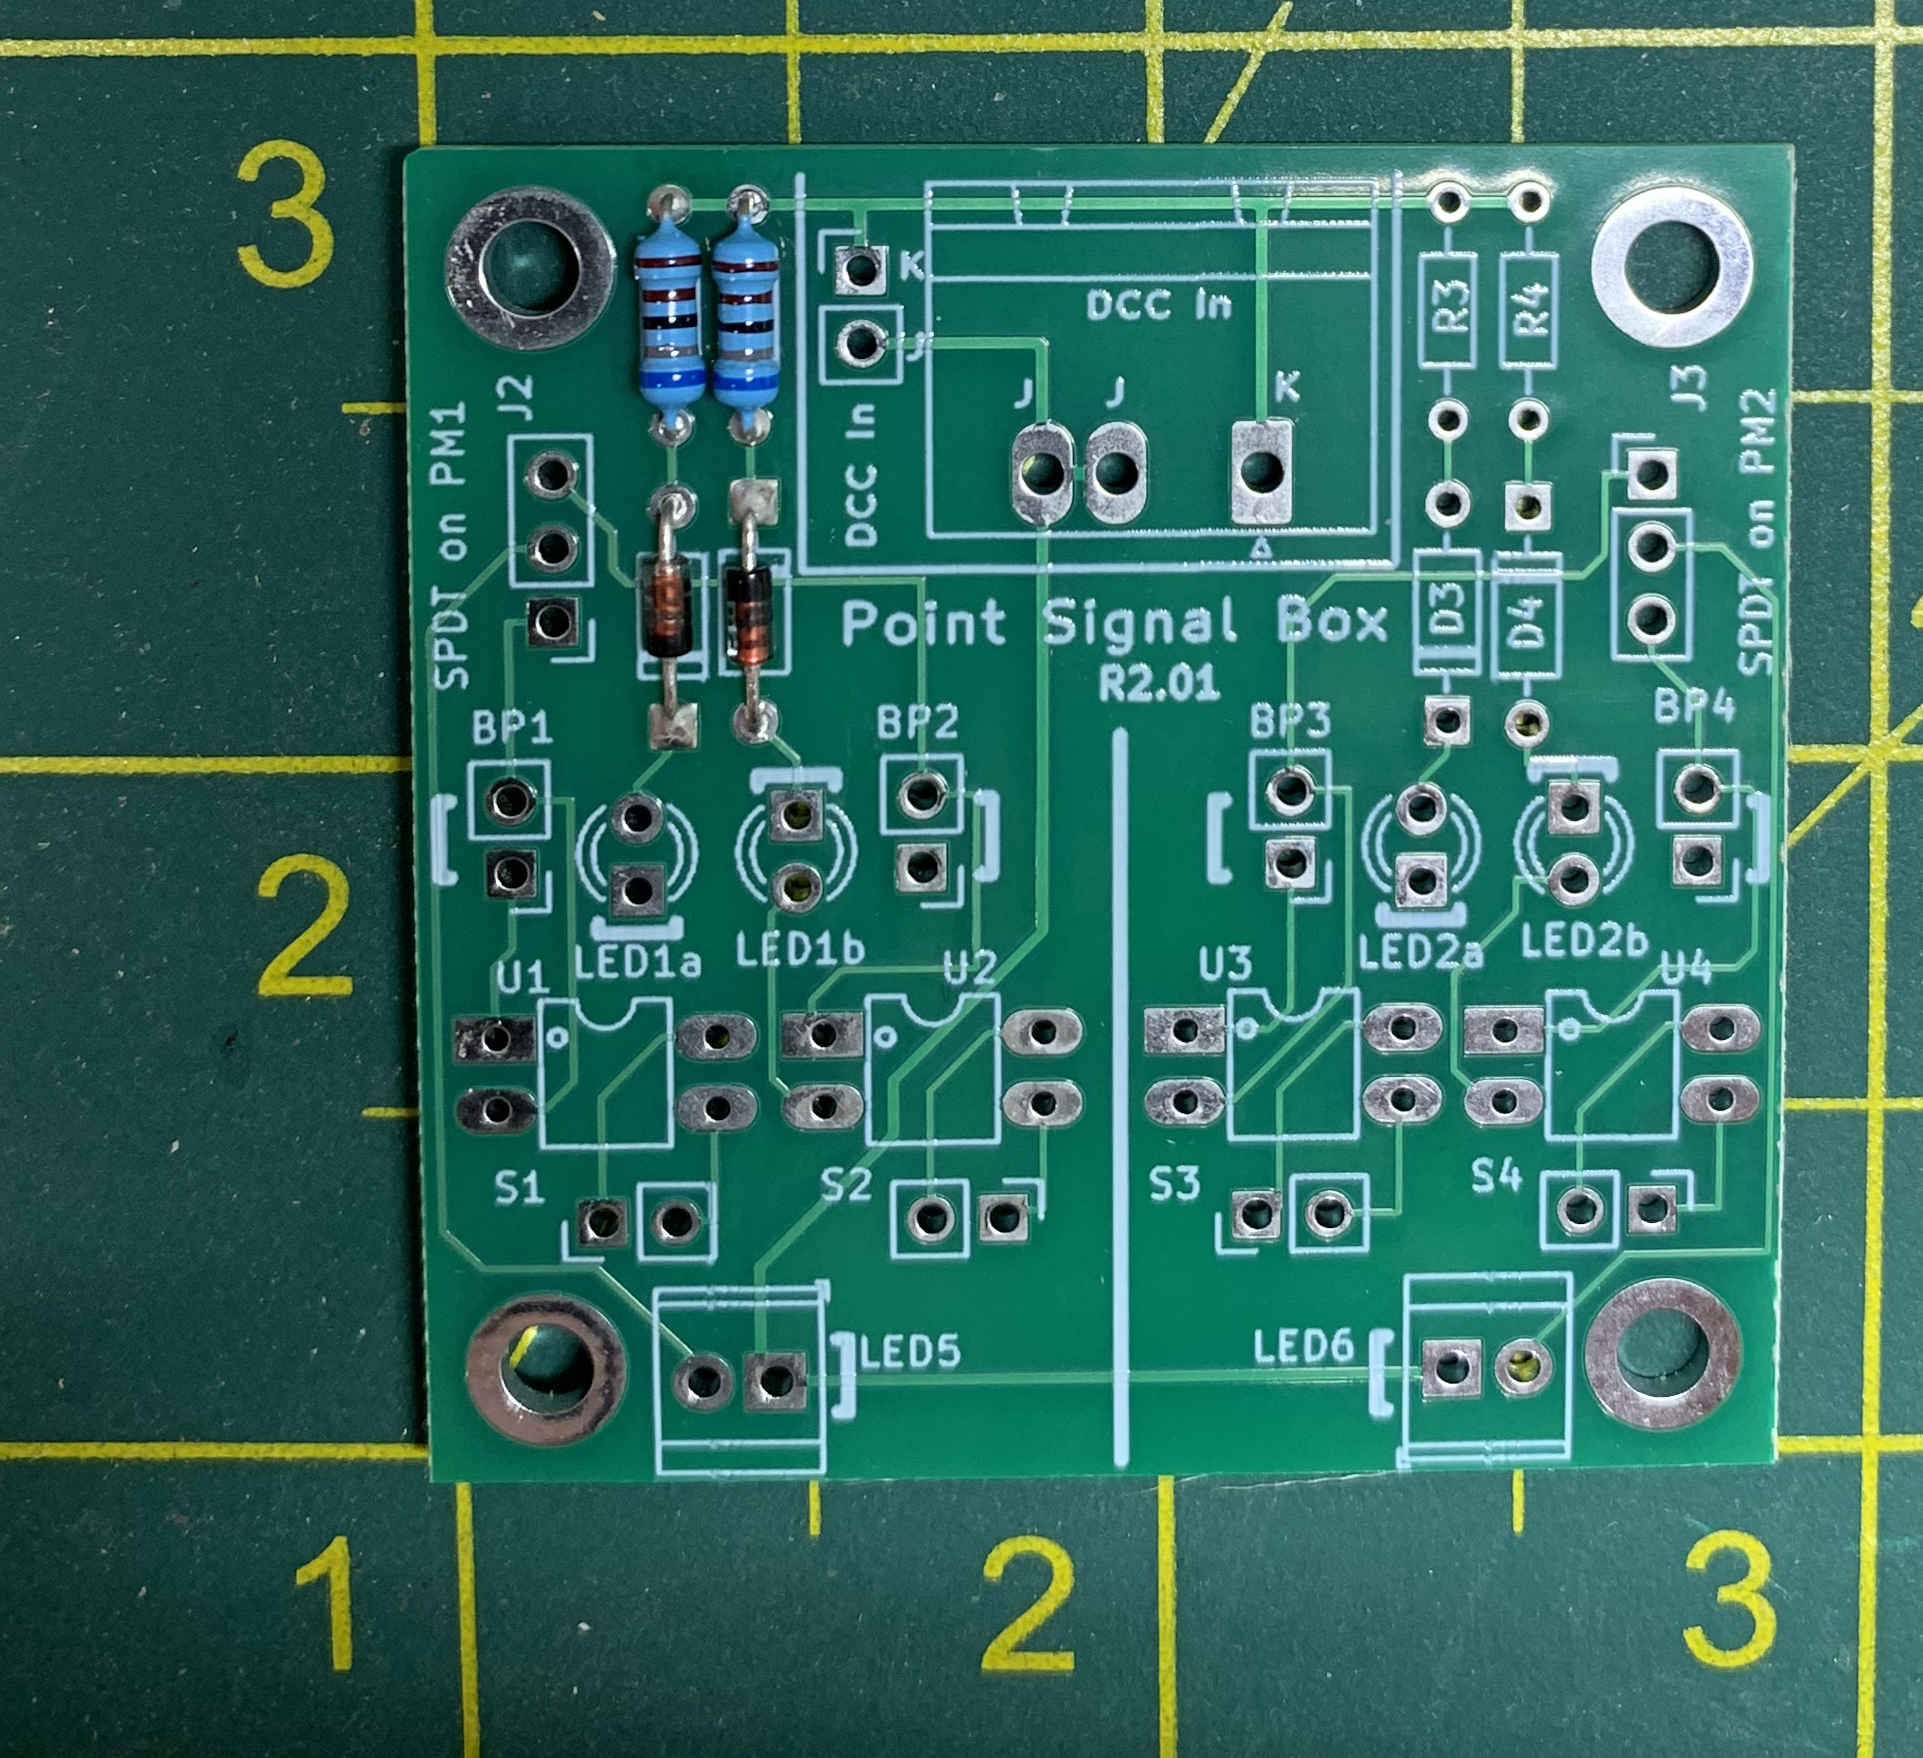 3
K
J
DCC In
DCC In
J
J
K
R3
R4
J2
J3
SPDT on PM1
SPDT on PM2
Point Signal Box
R2.01
D3
D4
BP1
BP2
BP3
BP4
2
LED1a
LED1b
LED2a
LED2b
U1
U2
U3
U4
S1
S2
S3
S4
LED5
LED6
1
2
3